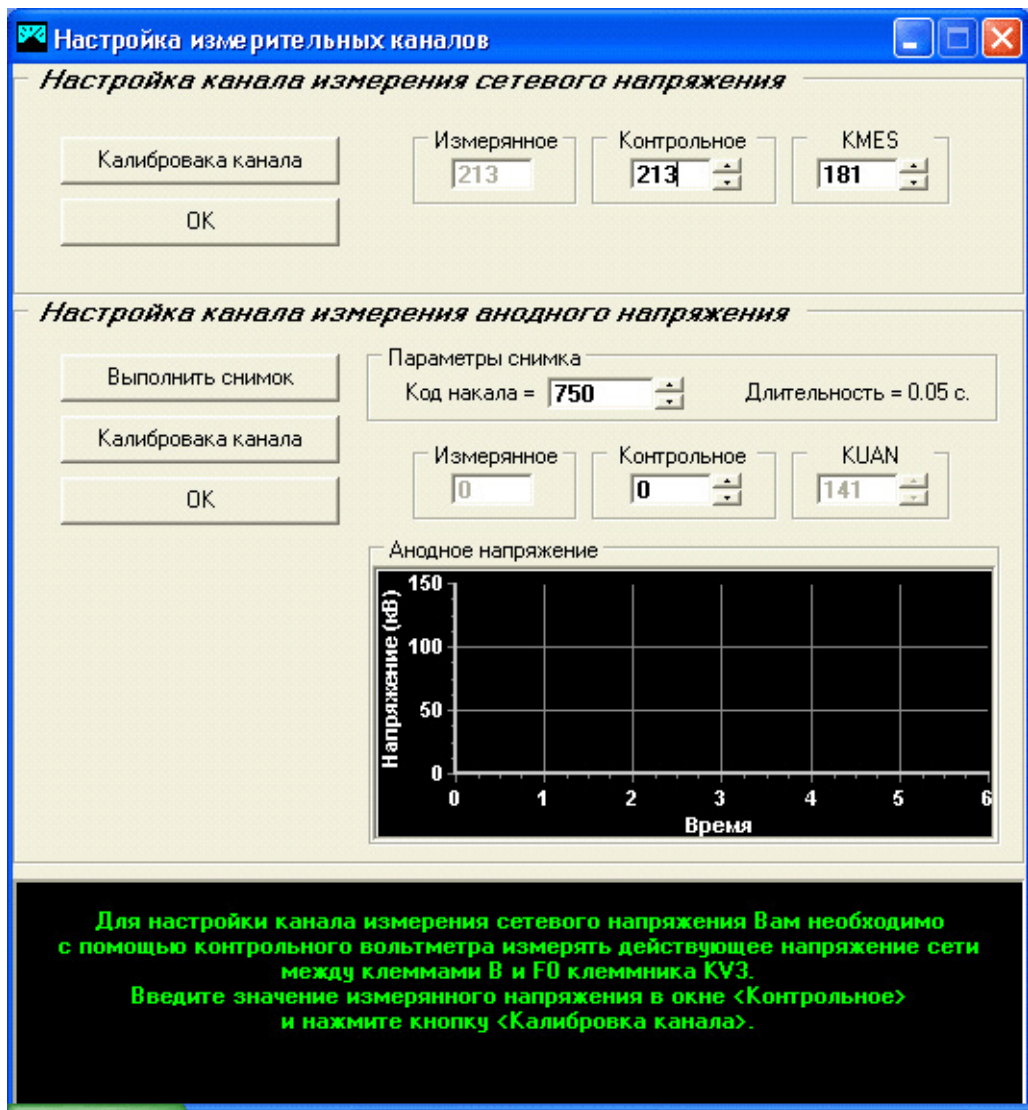 Настройка измерительных каналов
Настройка канала измерения сетевого напряжения
Калибровака канала
OK
Измерянное
213
Контрольное
213
KMES
181
Настройка канала измерения анодного напряжения
Выполнить снимок
Калибровака канала
OK
Параметры снимка
Код накала = 750
Длительность = 0.05 с.
Измерянное
0
Контрольное
0
KUAN
141
Анодное напряжение
Напряжение (кВ)
150
100
50
0
0 1 2 3 4 5 6
Время
Для настройки канала измерения сетевого напряжения Вам необходимо
с помощью контрольного вольтметра измерять действующее напряжение сети
между клеммами В и F0 клеммника KV3.
Введите значение измерянного напряжения в окне <Контрольное>
и нажмите кнопку <Калибровка канала>.